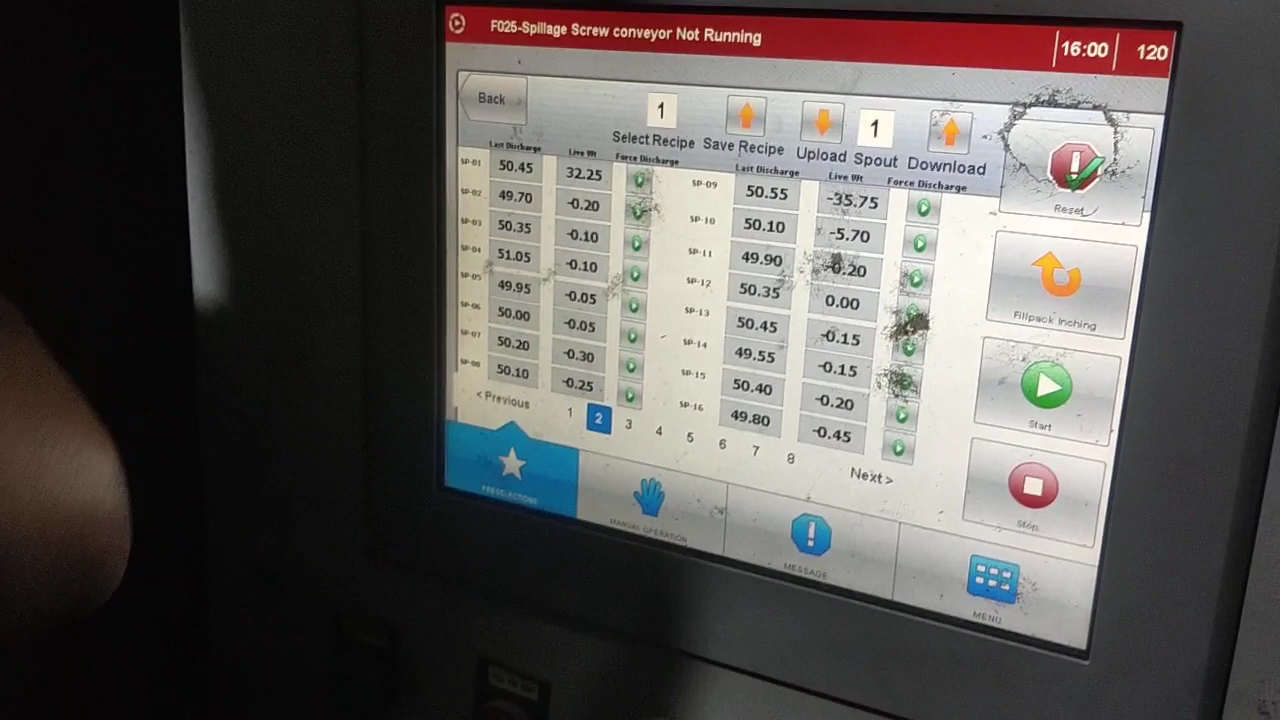 F025-Spillage Screw conveyor Not Running
16:00
120
Back
1
1
Select Recipe
Save Recipe
Upload
Spout
Download
Last Discharge Live Wt Force Discharge
SP-01 50.45 32.25
SP-02 49.70 -0.20
SP-03 50.35 -0.10
SP-04 51.05 -0.10
SP-05 49.95 -0.05
SP-06 50.00 -0.05
SP-07 50.20 -0.30
SP-08 50.10 -0.25
Last Discharge Live Wt Force Discharge
SP-09 50.55 -35.75
SP-10 50.10 -5.70
SP-11 49.90 -0.20
SP-12 50.35 0.00
SP-13 50.45 -0.15
SP-14 49.55 -0.15
SP-15 50.40 -0.20
SP-16 49.80 -0.45
< Previous 1 2 3 4 5 6 7 8 Next >
Reset
Fillpack Inching
Start
Stop
PRESELECTIONS
MANUAL OPERATION
MESSAGE
MENU